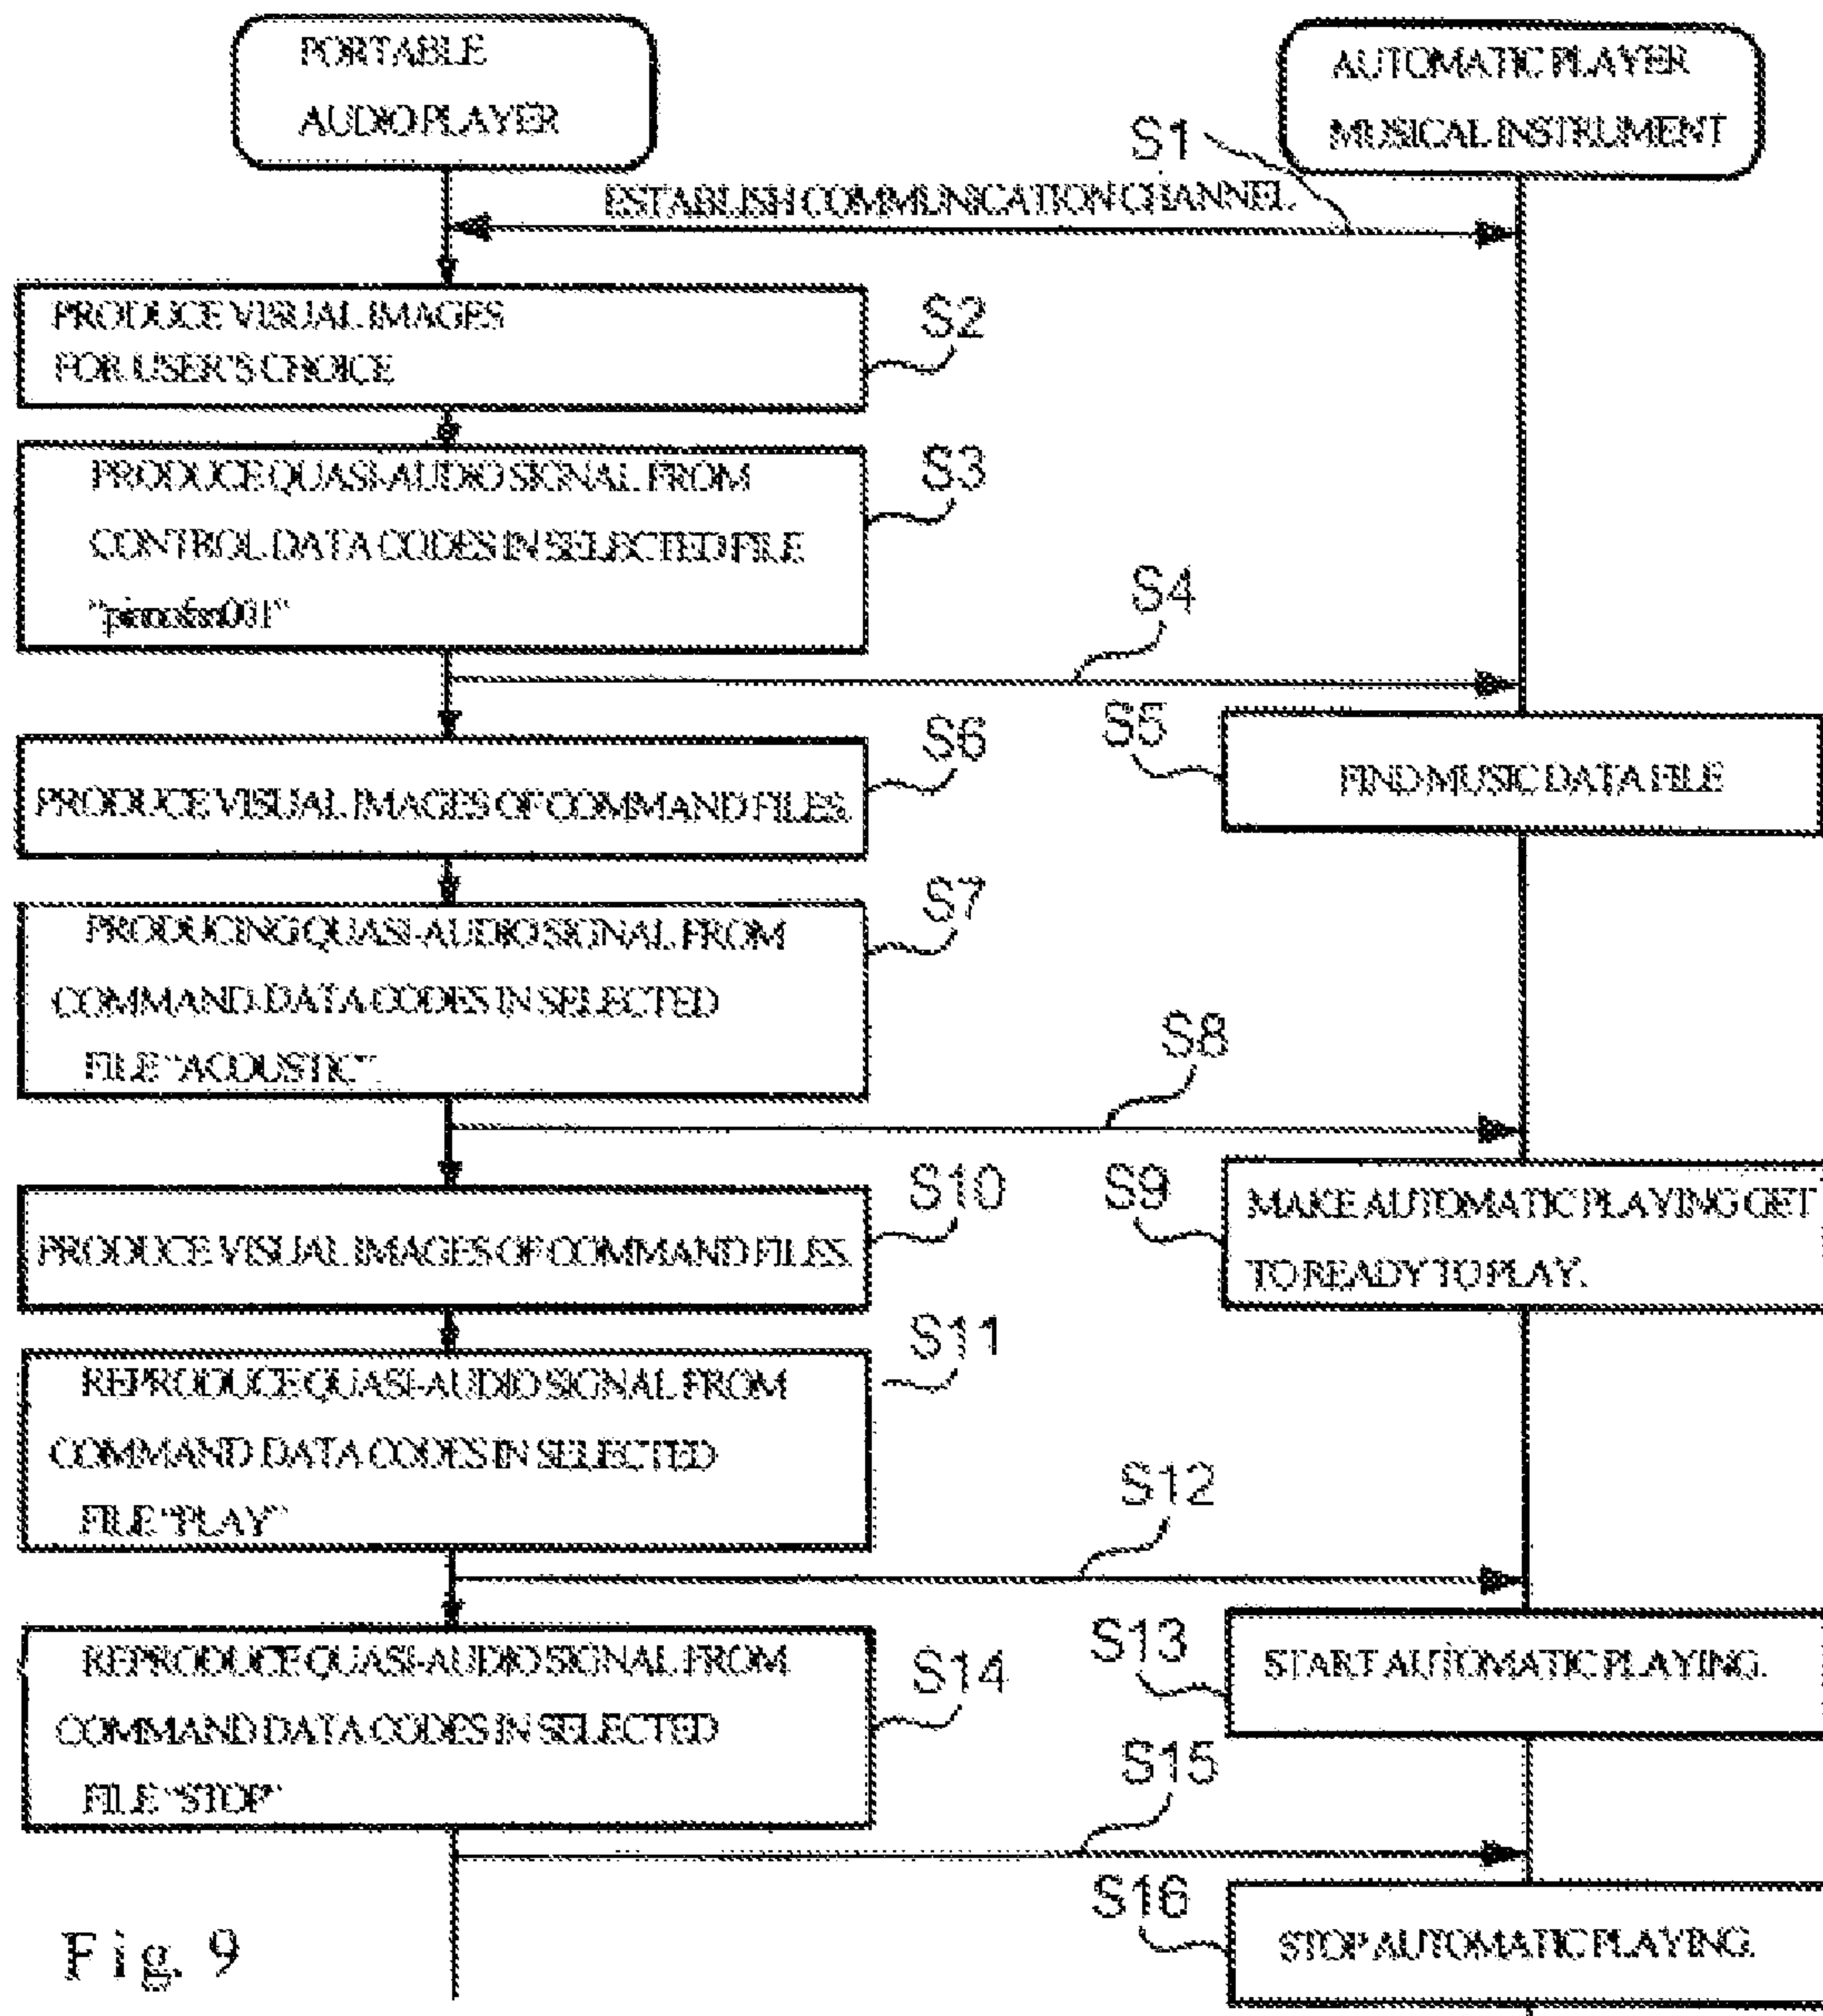 PORTABLE
AUDIO PLAYER
AUTOMATIC PLAYER
MUSICAL INSTRUMENT
S1
ESTABLISH COMMUNICATION CHANNEL
PRODUCE VISUAL IMAGES
FOR USER'S CHOICE
S2
PRODUCE QUASI-AUDIO SIGNAL FROM
CONTROL DATA CODES IN SELECTED FILE
S3
S4
S5
FIND MUSIC DATA FILE
S6
PRODUCE VISUAL IMAGES OF COMMAND FILES.
S7
PRODUCING QUASI-AUDIO SIGNAL FROM
COMMAND DATA CODES IN SELECTED
FILE "ACOUSTIC".
S8
S9
MAKE AUTOMATIC PLAYING GET
TO READY TO PLAY.
S10
PRODUCE VISUAL IMAGES OF COMMAND FILES.
S11
REPRODUCE QUASI-AUDIO SIGNAL FROM
COMMAND DATA CODES IN SELECTED
FILE "PLAY"
S12
S13
START AUTOMATIC PLAYING.
REPRODUCE QUASI-AUDIO SIGNAL FROM
COMMAND DATA CODES IN SELECTED
FILE "STOP"
S14
S15
S16
STOP AUTOMATIC PLAYING.
Fig. 9